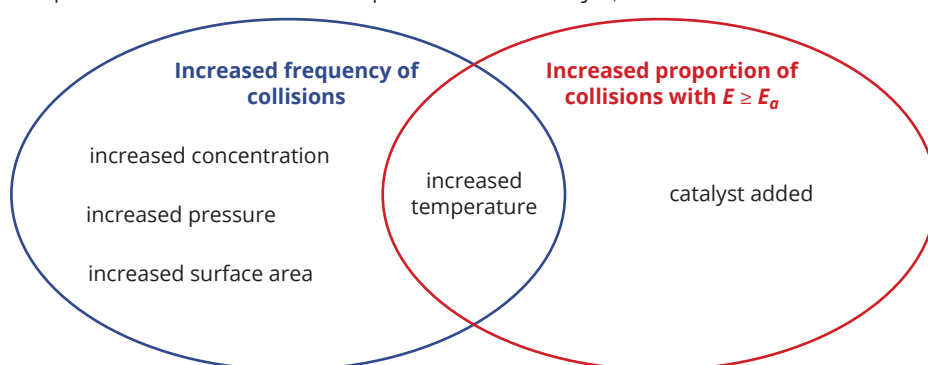 Increased frequency of
collisions
Increased proportion of
collisions with E ≥ Eₐ
increased concentration
increased
temperature
catalyst added
increased pressure
increased surface area